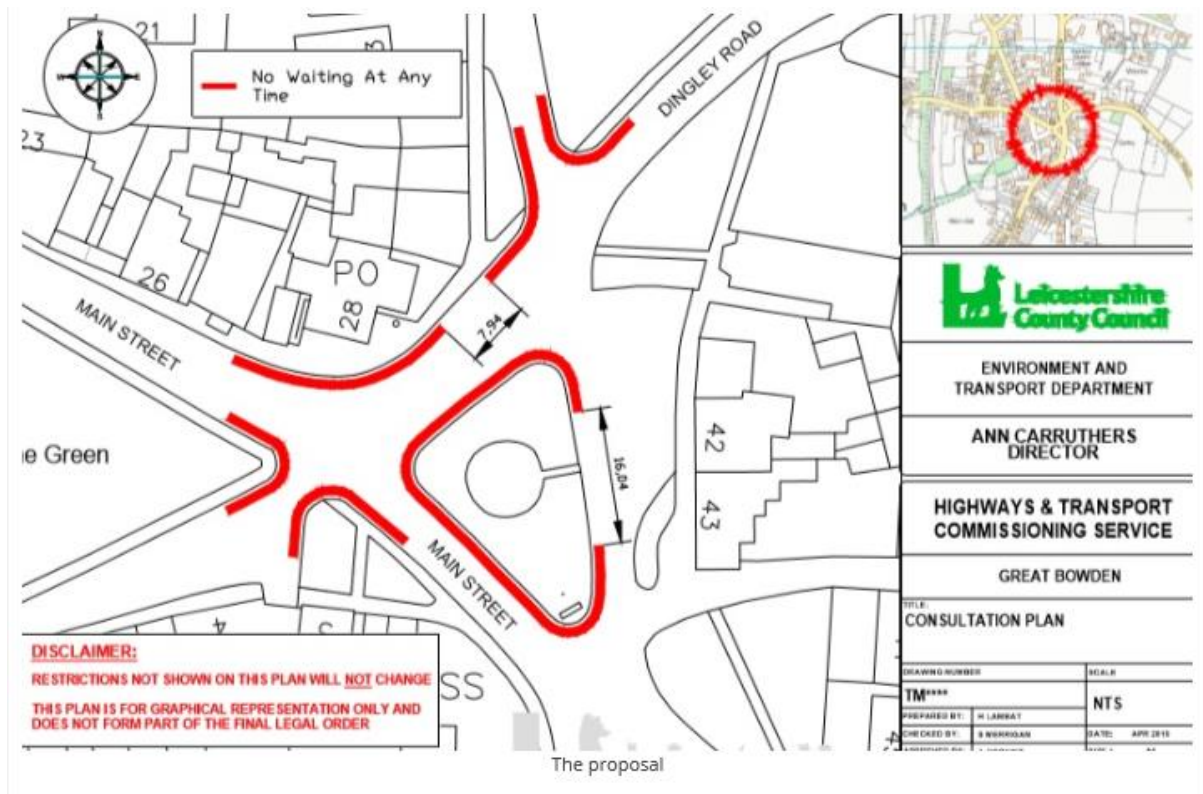 21
3
N
W
E
S
No Waiting At Any
Time
23
DINGLEY ROAD
26
PO
28
7,94
MAIN STREET
e Green
42
16,04
43
MAIN STREET
4
SS
DISCLAIMER:
RESTRICTIONS NOT SHOWN ON THIS PLAN WILL NOT CHANGE
THIS PLAN IS FOR GRAPHICAL REPRESENTATION ONLY AND
DOES NOT FORM PART OF THE FINAL LEGAL ORDER
Leicestershire
County Council
ENVIRONMENT AND
TRANSPORT DEPARTMENT
ANN CARRUTHERS
DIRECTOR
HIGHWAYS & TRANSPORT
COMMISSIONING SERVICE
GREAT BOWDEN
TITLE:
CONSULTATION PLAN
DRAWING NUMBER
SCALE
TM****
NTS
PREPARED BY:
CHECKED BY:
DATE:
The proposal